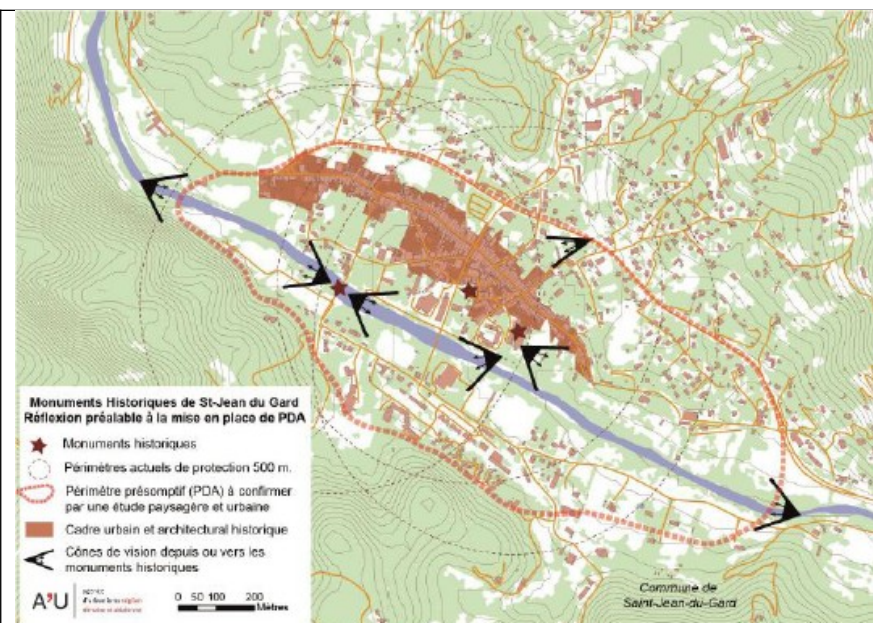 Monuments Historiques de St-Jean du Gard
Réflexion préalable à la mise en place de PDA
Monuments historiques
Périmètres actuels de protection 500 m.
Périmètre présomptif (PDA) à confirmer
par une étude paysagère et urbaine
Cadre urbain et architectural historique
Cônes de vision depuis ou vers les
monuments historiques
A'U
0 50 100 200
Mètres
Commune de
Saint-Jean-du-Gard